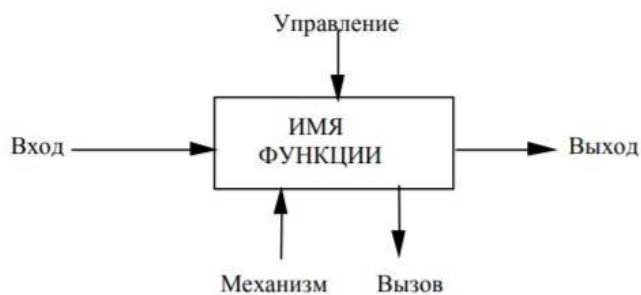 Управление
ИМЯ
ФУНКЦИИ
Вход
Выход
Механизм
Вызов